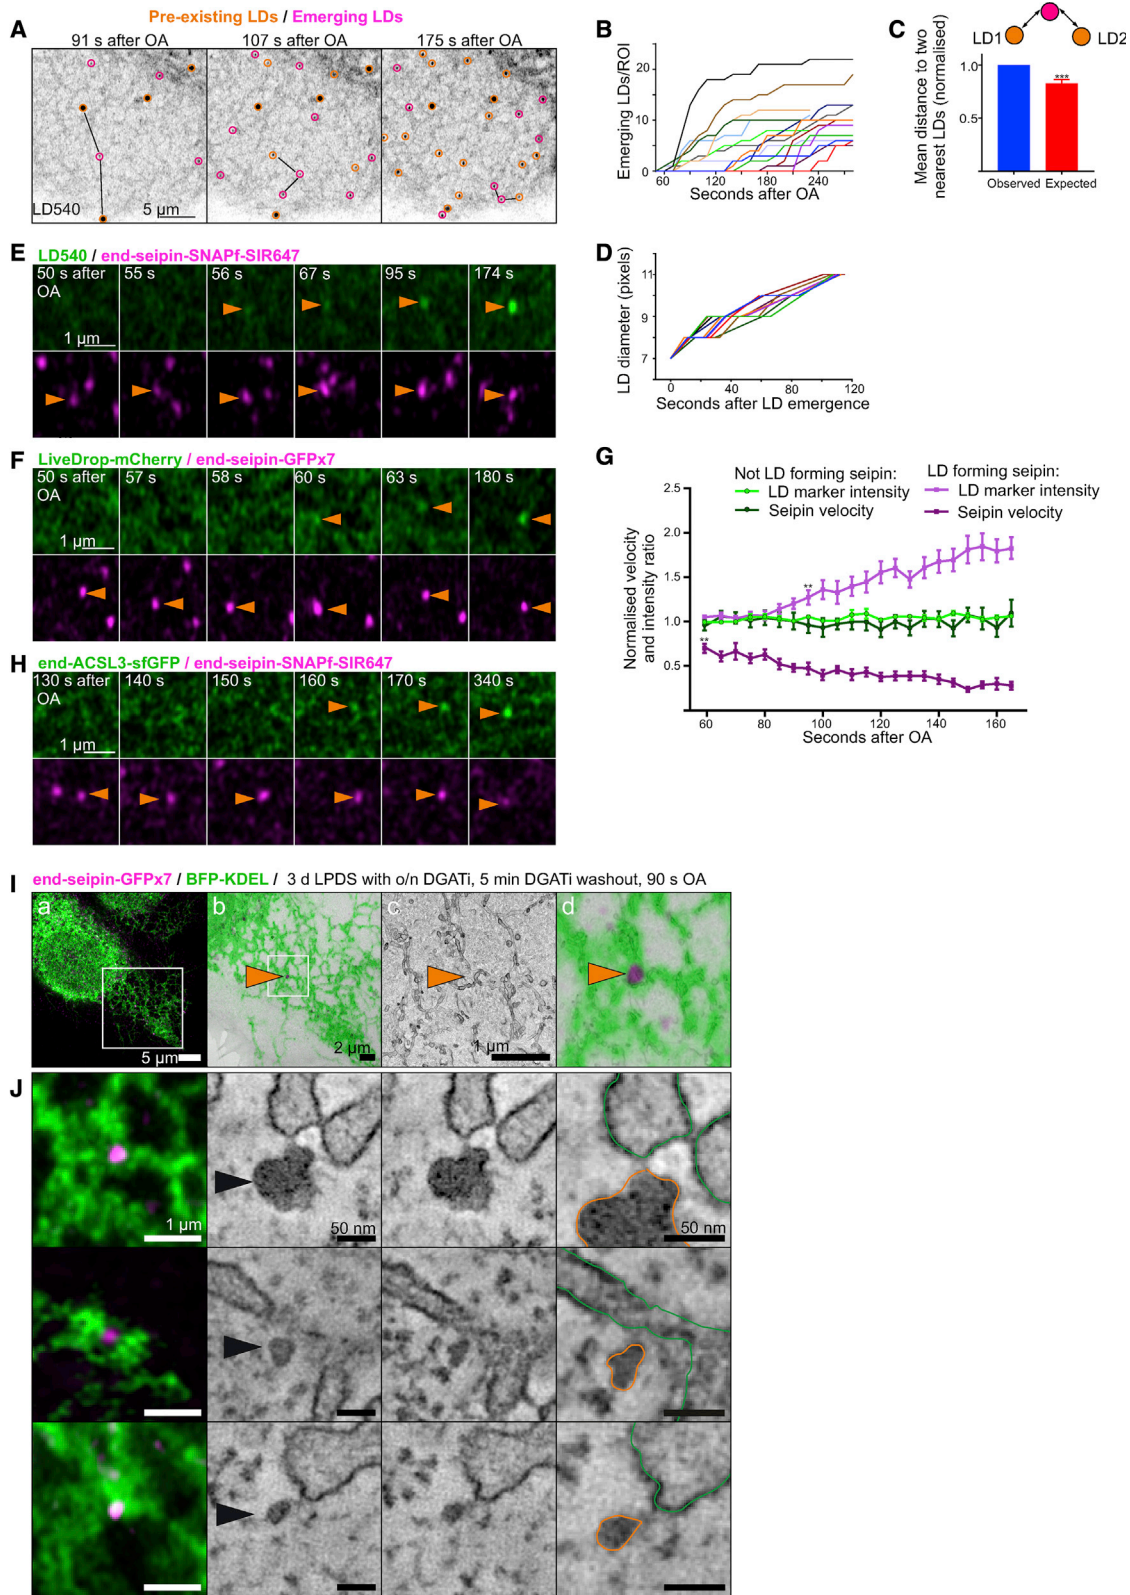 Pre-existing LDs / Emerging LDs
A
91 s after OA
107 s after OA
175 s after OA
LD540
5 µm
B
Emerging LDs/ROI
20
10
0
60
120
180
240
Seconds after OA
C
LD1
LD2
Mean distance to two
nearest LDs (normalised)
1.0
0.5
***
Observed
Expected
E
LD540 / end-seipin-SNAPf-SIR647
50 s after
OA
55 s
56 s
67 s
95 s
174 s
1 µm
D
LD diameter (pixels)
11
9
7
0
40
80
120
Seconds after LD emergence
F
LiveDrop-mCherry / end-seipin-GFPx7
50 s after
OA
57 s
58 s
60 s
63 s
180 s
1 µm
G
Not LD forming seipin:
LD marker intensity
Seipin velocity
LD forming seipin:
LD marker intensity
Seipin velocity
Normalised velocity
and intensity ratio
2.5
2.0
1.5
1.0
0.5
**
**
60
80
100
120
140
160
Seconds after OA
H
end-ACSL3-sfGFP / end-seipin-SNAPf-SIR647
130 s after
OA
140 s
150 s
160 s
170 s
340 s
1 µm
I
end-seipin-GFPx7 / BFP-KDEL / 3 d LPDS with o/n DGATi, 5 min DGATi washout, 90 s OA
a
b
c
d
5 µm
2 µm
1 µm
J
1 µm
50 nm
50 nm